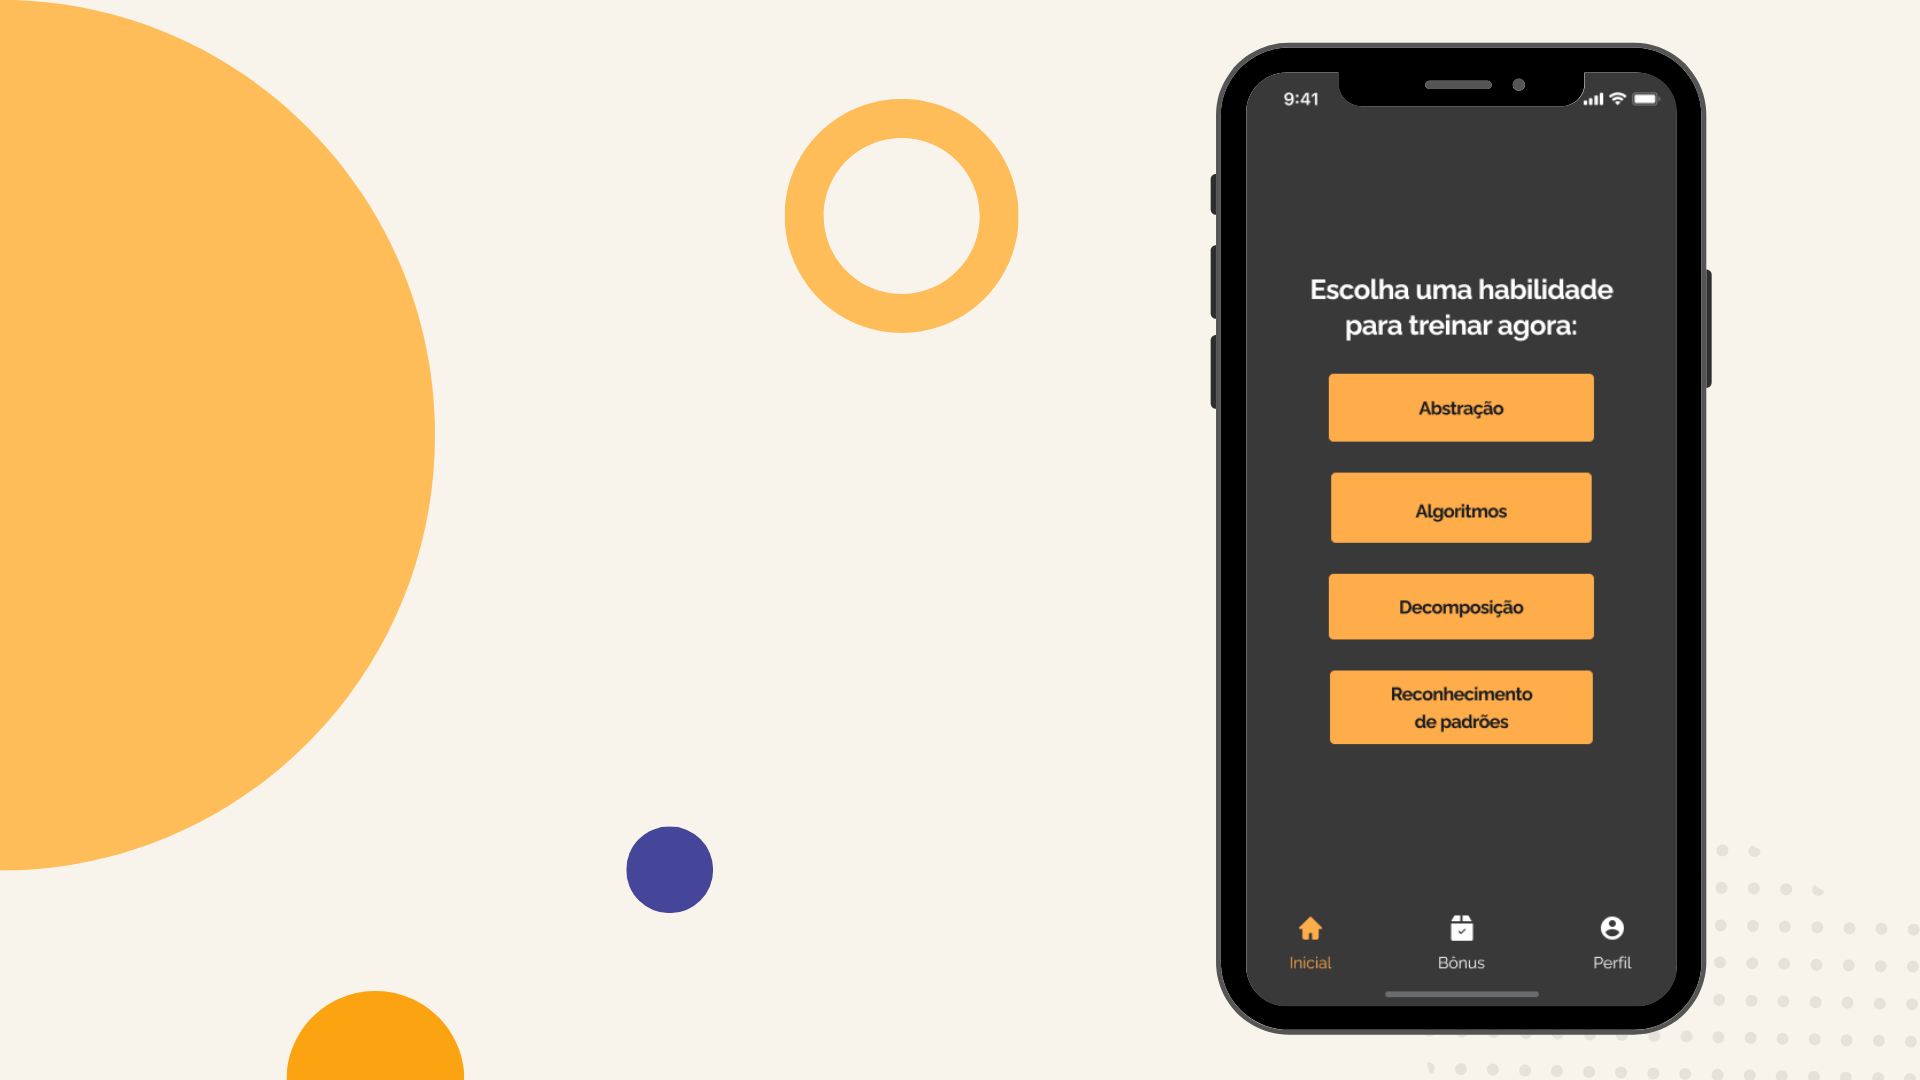 9:41
Escolha uma habilidade
para treinar agora:
Abstração
Algoritmos
Decomposição
Reconhecimento
de padrões
Inicial
Bônus
Perfil